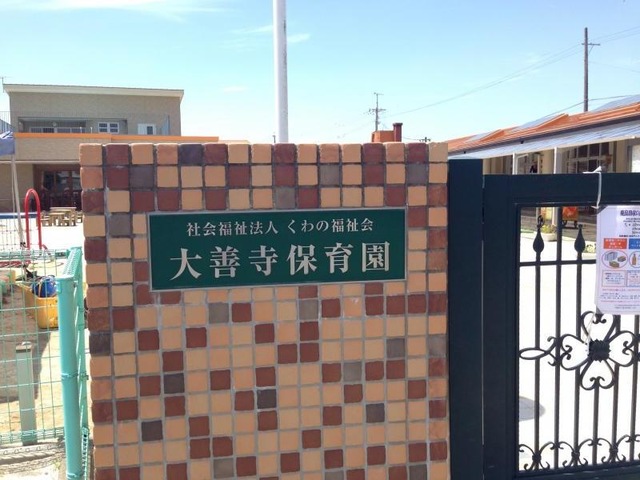 社会福祉法人 くわの福祉会
大善寺保育園